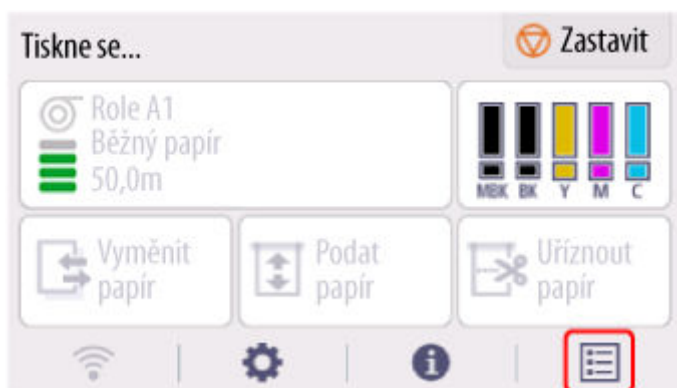 Tiskne se...
Zastavit
Role A1
Běžný papír
50,0m
MBK BK Y M C
Vyměnit
papír
Podat
papír
Uříznout
papír